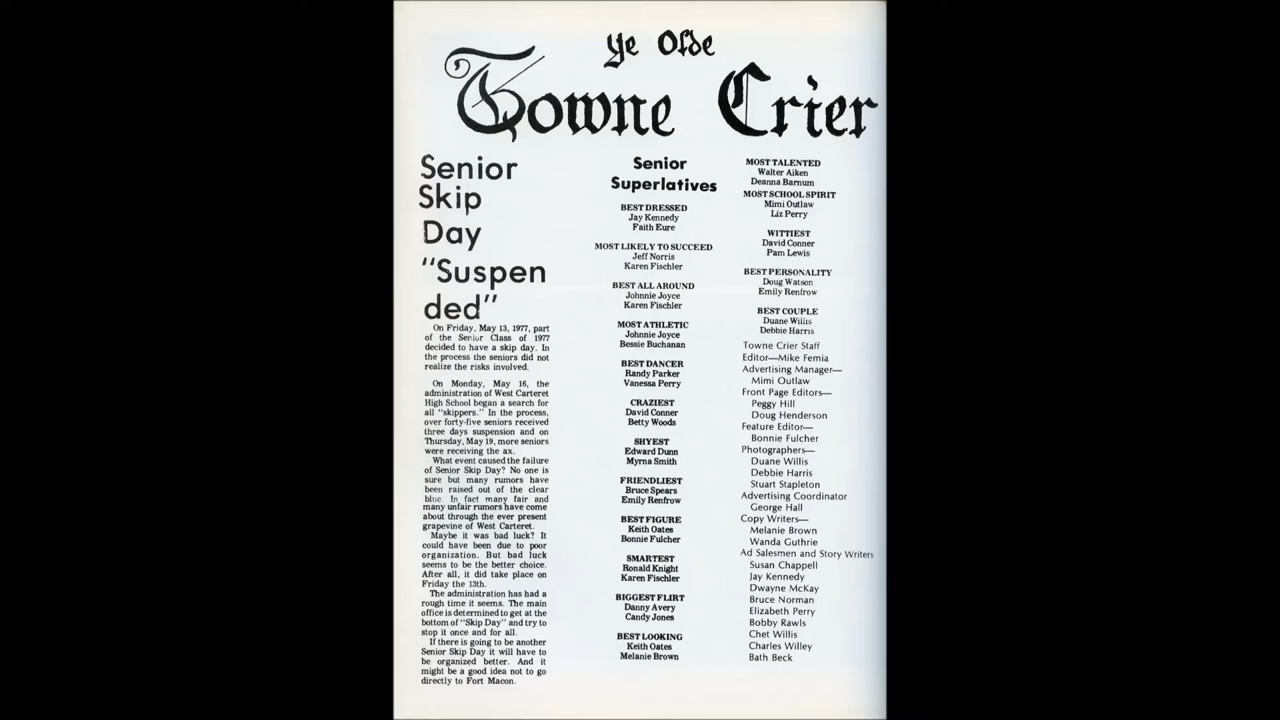 ye Olde
Towne Crier
Senior
Skip
Day
"Suspen
ded"
On Friday, May 13, 1977, part
of the Senior Class of 1977
decided to have a skip day. In
the process the seniors did not
realize the risks involved.
On Monday, May 16, the
administration of West Carteret
High School began a search for
all "skippers." In the process,
over forty-five seniors received
three days suspension and on
Thursday, May 19, more seniors
were receiving the ax.
What event caused the failure
of Senior Skip Day? No one is
sure but many rumors have
been raised out of the clear
blue. In fact many fair and
many unfair rumors have come
about through the ever present
grapevine of West Carteret.
Maybe it was bad luck? It
could have been due to poor
organization. But bad luck
seems to be the better choice.
After all, it did take place on
Friday the 13th.
The administration has had a
rough time it seems. The main
office is determined to get at the
bottom of "Skip Day" and try to
stop it once and for all.
If there is going to be another
Senior Skip Day it will have to
be organized better. And it
might be a good idea not to go
directly to Fort Macon.
Senior
Superlatives
BEST DRESSED
Jay Kennedy
Faith Eure
MOST LIKELY TO SUCCEED
Jeff Norris
Karen Fischler
BEST ALL AROUND
Johnnie Joyce
Karen Fischler
MOST ATHLETIC
Johnnie Joyce
Bessie Buchanan
BEST DANCER
Randy Parker
Vanessa Perry
CRAZIEST
David Conner
Betty Woods
SHYEST
Edward Dunn
Myrna Smith
FRIENDLIEST
Bruce Spears
Emily Renfrow
BEST FIGURE
Keith Oates
Bonnie Fulcher
SMARTEST
Ronald Knight
Karen Fischler
BIGGEST FLIRT
Danny Avery
Candy Jones
BEST LOOKING
Keith Oates
Melanie Brown
MOST TALENTED
Walter Aiken
Deanna Barnum
MOST SCHOOL SPIRIT
Mimi Outlaw
Liz Perry
WITTIEST
David Conner
Pam Lewis
BEST PERSONALITY
Doug Watson
Emily Renfrow
BEST COUPLE
Duane Willis
Debbie Harris
Towne Crier Staff
Editor—Mike Femia
Advertising Manager—
Mimi Outlaw
Front Page Editors—
Peggy Hill
Doug Henderson
Feature Editor—
Bonnie Fulcher
Photographers—
Duane Willis
Debbie Harris
Stuart Stapleton
Advertising Coordinator
George Hall
Copy Writers—
Melanie Brown
Wanda Guthrie
Ad Salesmen and Story Writers
Susan Chappell
Jay Kennedy
Dwayne McKay
Bruce Norman
Elizabeth Perry
Bobby Rawls
Chet Willis
Charles Willey
Bath Beck